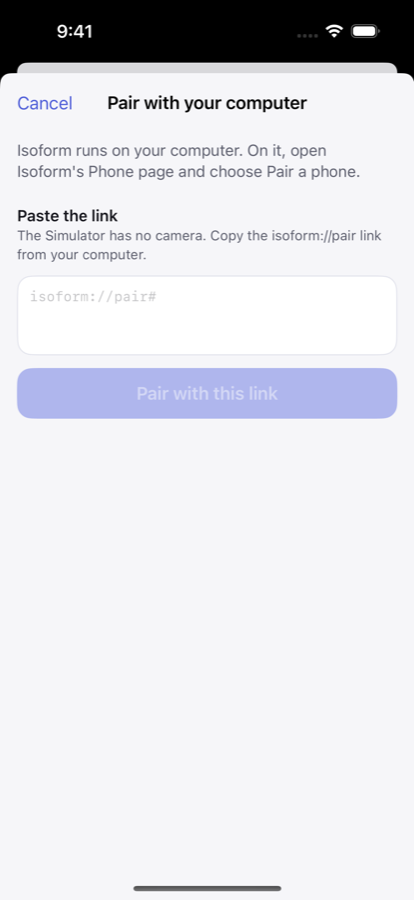 9:41
Cancel
Pair with your computer
Isoform runs on your computer. On it, open
Isoform's Phone page and choose Pair a phone.
Paste the link
The Simulator has no camera. Copy the isoform://pair link
from your computer.
isoform://pair#
Pair with this link